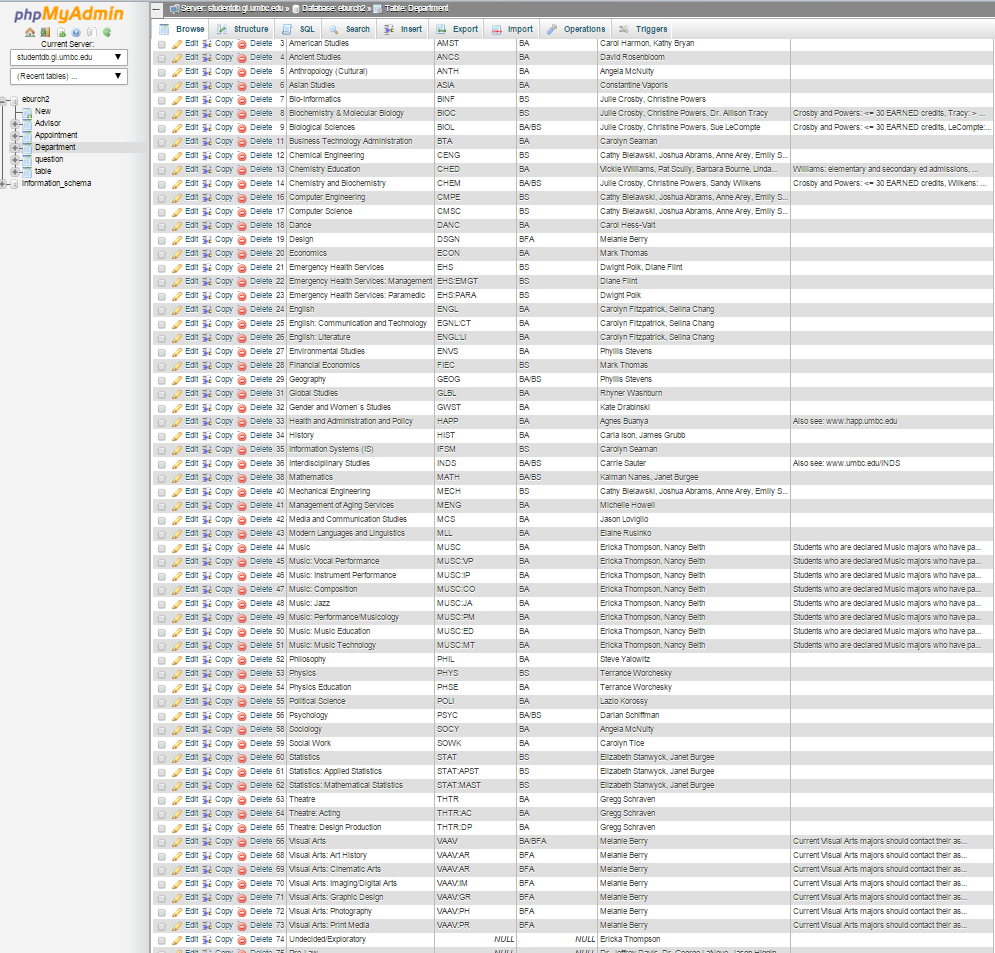 phpMyAdmin
Current Server:
studentdb.gl.umbc.edu
(Recent tables) ...
eburch2
New
Advisor
Appointment
Department
question
table
information_schema
Server: studentdb.gl.umbc.edu » Database: eburch2 » Table: Department
Browse Structure SQL Search Insert Export Import Operations Triggers
Edit Copy Delete 3 American Studies AMST BA Carol Harmon, Kathy Bryan
Edit Copy Delete 4 Ancient Studies ANCS BA David Rosenbloom
Edit Copy Delete 5 Anthropology (Cultural) ANTH BA Angela McNulty
Edit Copy Delete 6 Asian Studies ASIA BA Constantine Vaporis
Edit Copy Delete 7 Bio-Informatics BINF BS Julie Crosby, Christine Powers
Edit Copy Delete 8 Biochemistry & Molecular Biology BIOC BS Julie Crosby, Christine Powers, Dr. Allison Tracy Crosby and Powers: <= 30 EARNED credits, Tracy: > ...
Edit Copy Delete 9 Biological Sciences BIOL BA/BS Julie Crosby, Christine Powers, Sue LeCompte Crosby and Powers: <= 30 EARNED credits, LeCompte:...
Edit Copy Delete 11 Business Technology Administration BTA BA Carolyn Seaman
Edit Copy Delete 12 Chemical Engineering CENG BS Cathy Bielawski, Joshua Abrams, Anne Arey, Emily S...
Edit Copy Delete 13 Chemistry Education CHED BA Vickie Williams, Pat Scully, Barbara Bourne, Linda... Williams: elementary and secondary ed admissions, ...
Edit Copy Delete 14 Chemistry and Biochemistry CHEM BA/BS Julie Crosby, Christine Powers, Sandy Wilkens Crosby and Powers: <= 30 EARNED credits, Wilkens: ...
Edit Copy Delete 16 Computer Engineering CMPE BS Cathy Bielawski, Joshua Abrams, Anne Arey, Emily S...
Edit Copy Delete 17 Computer Science CMSC BS Cathy Bielawski, Joshua Abrams, Anne Arey, Emily S...
Edit Copy Delete 18 Dance DANC BA Carol Hess-Vait
Edit Copy Delete 19 Design DSGN BFA Melanie Berry
Edit Copy Delete 20 Economics ECON BA Mark Thomas
Edit Copy Delete 21 Emergency Health Services EHS BS Dwight Polk, Diane Flint
Edit Copy Delete 22 Emergency Health Services: Management EHS:EMGT BS Diane Flint
Edit Copy Delete 23 Emergency Health Services: Paramedic EHS:PARA BS Dwight Polk
Edit Copy Delete 24 English ENGL BA Carolyn Fitzpatrick, Selina Chang
Edit Copy Delete 25 English: Communication and Technology EGNL:CT BA Carolyn Fitzpatrick, Selina Chang
Edit Copy Delete 26 English: Literature ENGL:LI BA Carolyn Fitzpatrick, Selina Chang
Edit Copy Delete 27 Environmental Studies ENVS BA Phyllis Stevens
Edit Copy Delete 28 Financial Economics FIEC BS Mark Thomas
Edit Copy Delete 29 Geography GEOG BA/BS Phyllis Stevens
Edit Copy Delete 31 Global Studies GLBL BA Rhyner Washburn
Edit Copy Delete 32 Gender and Women`s Studies GWST BA Kate Drabinski
Edit Copy Delete 33 Health and Administration and Policy HAPP BA Agnes Buanya Also see: www.happ.umbc.edu
Edit Copy Delete 34 History HIST BA Carla Ison, James Grubb
Edit Copy Delete 35 Information Systems (IS) IFSM BS Carolyn Seaman
Edit Copy Delete 36 Interdisciplinary Studies INDS BA/BS Carrie Sauter Also see: www.umbc.edu/INDS
Edit Copy Delete 38 Mathematics MATH BA/BS Kalman Nanes, Janet Burgee
Edit Copy Delete 40 Mechanical Engineering MECH BS Cathy Bielawski, Joshua Abrams, Anne Arey, Emily S...
Edit Copy Delete 41 Management of Aging Services MENG BA Michelle Howell
Edit Copy Delete 42 Media and Communication Studies MCS BA Jason Loviglio
Edit Copy Delete 43 Modern Languages and Linguistics MLL BA Elaine Rusinko
Edit Copy Delete 44 Music MUSC BA Ericka Thompson, Nancy Beith Students who are declared Music majors who have pa...
Edit Copy Delete 45 Music: Vocal Performance MUSC:VP BA Ericka Thompson, Nancy Beith Students who are declared Music majors who have pa...
Edit Copy Delete 46 Music: Instrument Performance MUSC:IP BA Ericka Thompson, Nancy Beith Students who are declared Music majors who have pa...
Edit Copy Delete 47 Music: Composition MUSC:CO BA Ericka Thompson, Nancy Beith Students who are declared Music majors who have pa...
Edit Copy Delete 48 Music: Jazz MUSC:JA BA Ericka Thompson, Nancy Beith Students who are declared Music majors who have pa...
Edit Copy Delete 49 Music: Performance/Musicology MUSC:PM BA Ericka Thompson, Nancy Beith Students who are declared Music majors who have pa...
Edit Copy Delete 50 Music: Music Education MUSC:ED BA Ericka Thompson, Nancy Beith Students who are declared Music majors who have pa...
Edit Copy Delete 51 Music: Music Technology MUSC:MT BA Ericka Thompson, Nancy Beith Students who are declared Music majors who have pa...
Edit Copy Delete 52 Philosophy PHIL BA Steve Yalowitz
Edit Copy Delete 53 Physics PHYS BS Terrance Worchesky
Edit Copy Delete 54 Physics Education PHSE BA Terrance Worchesky
Edit Copy Delete 55 Political Science POLI BA Lazlo Korossy
Edit Copy Delete 56 Psychology PSYC BA/BS Darian Schiffman
Edit Copy Delete 58 Sociology SOCY BA Angela McNulty
Edit Copy Delete 59 Social Work SOWK BA Carolyn Tice
Edit Copy Delete 60 Statistics STAT BS Elizabeth Stanwyck, Janet Burgee
Edit Copy Delete 61 Statistics: Applied Statistics STAT:APST BS Elizabeth Stanwyck, Janet Burgee
Edit Copy Delete 62 Statistics: Mathematical Statistics STAT:MAST BS Elizabeth Stanwyck, Janet Burgee
Edit Copy Delete 63 Theatre THTR BA Gregg Schraven
Edit Copy Delete 64 Theatre: Acting THTR:AC BA Gregg Schraven
Edit Copy Delete 65 Theatre: Design Production THTR:DP BA Gregg Schraven
Edit Copy Delete 66 Visual Arts VAAV BA/BFA Melanie Berry Current Visual Arts majors should contact their as...
Edit Copy Delete 68 Visual Arts: Art History VAAV:AR BFA Melanie Berry Current Visual Arts majors should contact their as...
Edit Copy Delete 69 Visual Arts: Cinematic Arts VAAV:AR BFA Melanie Berry Current Visual Arts majors should contact their as...
Edit Copy Delete 70 Visual Arts: Imaging/Digital Arts VAAV:IM BFA Melanie Berry Current Visual Arts majors should contact their as...
Edit Copy Delete 71 Visual Arts: Graphic Design VAAV:GR BFA Melanie Berry Current Visual Arts majors should contact their as...
Edit Copy Delete 72 Visual Arts: Photography VAAV:PH BFA Melanie Berry Current Visual Arts majors should contact their as...
Edit Copy Delete 73 Visual Arts: Print Media VAAV:PR BFA Melanie Berry Current Visual Arts majors should contact their as...
Edit Copy Delete 74 Undecided/Exploratory NULL NULL Ericka Thompson